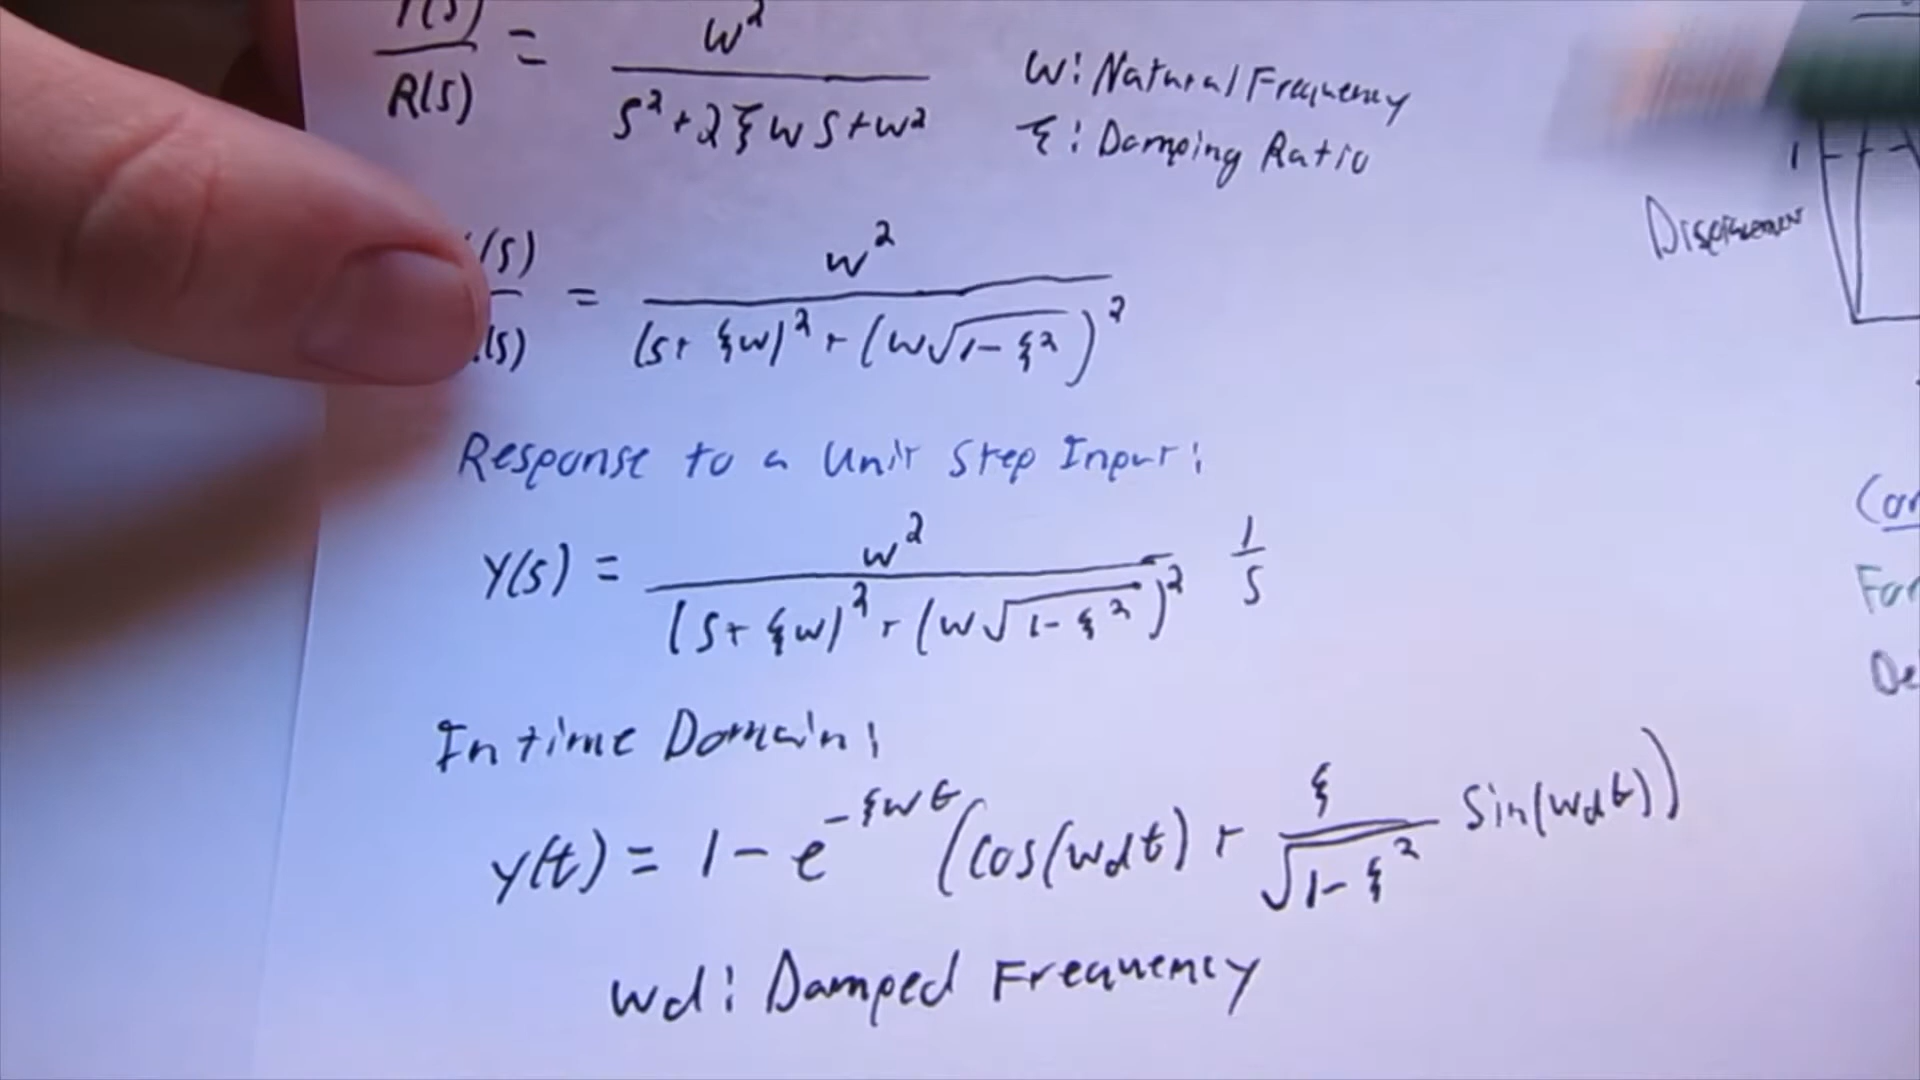 Y(s)/R(s) = w²/(s²+2ξws+w²)
w: Natural Frequency
ξ: Damping Ratio
1
Displacement
(s)/(s) = w²/((s+ξw)²+(w√(1-ξ²))²)
Response to a Unit Step Input:
Y(s) = w²/((s+ξw)²+(w√(1-ξ²))²) 1/s
In time Domain:
y(t) = 1-e^(-ξwt)(cos(wdt)+ξ/√(1-ξ²) sin(wdt))
wd: Damped Frequency